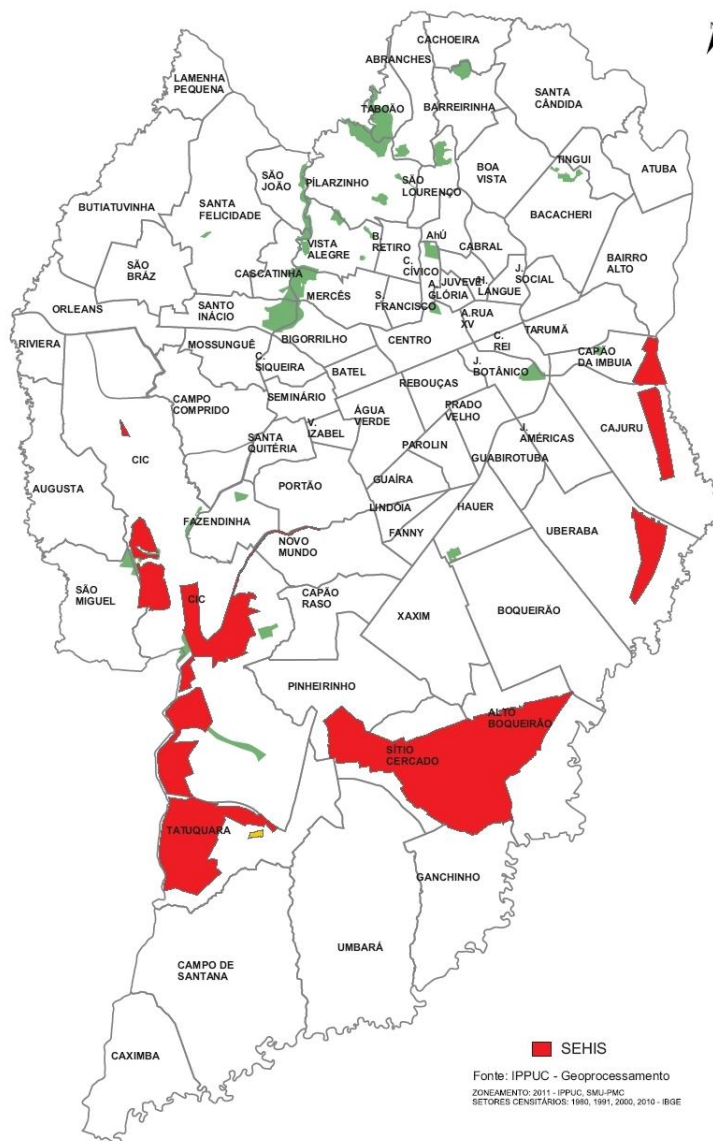 CACHOEIRA
ABRANCHES
LAMENHA
PEQUENA
SANTA
CÂNDIDA
TABOÃO
BARREIRINHA
TINGUI
SÃO
JOÃO
PILARZINHO
SÃO
LOURENÇO
BOA
VISTA
ATUBA
BUTIATUVINHA
SANTA
FELICIDADE
BACACHERI
VISTA
ALEGRE
B.
RETIRO
AhÚ
CABRAL
C.
CÍVICO
BAIRRO
ALTO
SÃO
BRÁZ
CASCATINHA
MERCÊS
S.
FRANCISCO
A.
GLÓRIA
JUVEVÊ
H.
LANGUE
J.
SOCIAL
ORLEANS
SANTO
INÁCIO
A.RUA
XV
TARUMÃ
RIVIERA
MOSSUNGUÊ
BIGORRILHO
CENTRO
C.
REI
CAPÃO
DA IMBUIA
C.
SIQUEIRA
BATEL
J.
BOTÂNICO
CAMPO
COMPRIDO
SEMINÁRIO
REBOUÇAS
PRADO
VELHO
V.
IZABEL
ÁGUA
VERDE
J.
AMÉRICAS
CAJURU
CIC
SANTA
QUITÉRIA
PAROLIN
GUABIROTUBA
AUGUSTA
PORTÃO
GUAÍRA
FAZENDINHA
LINDÓIA
HAUER
UBERABA
FANNY
NOVO
MUNDO
SÃO
MIGUEL
CIC
CAPÃO
RASO
XAXIM
BOQUEIRÃO
PINHEIRINHO
ALTO
BOQUEIRÃO
SÍTIO
CERCADO
TATUQUARA
GANCHINHO
UMBARÁ
CAMPO DE
SANTANA
CAXIMBA
SEHIS
Fonte: IPPUC - Geoprocessamento
ZONEAMENTO: 2011 - IPPUC, SMU-PMC
SETORES CENSITÁRIOS: 1980, 1991, 2000, 2010 - IBGE